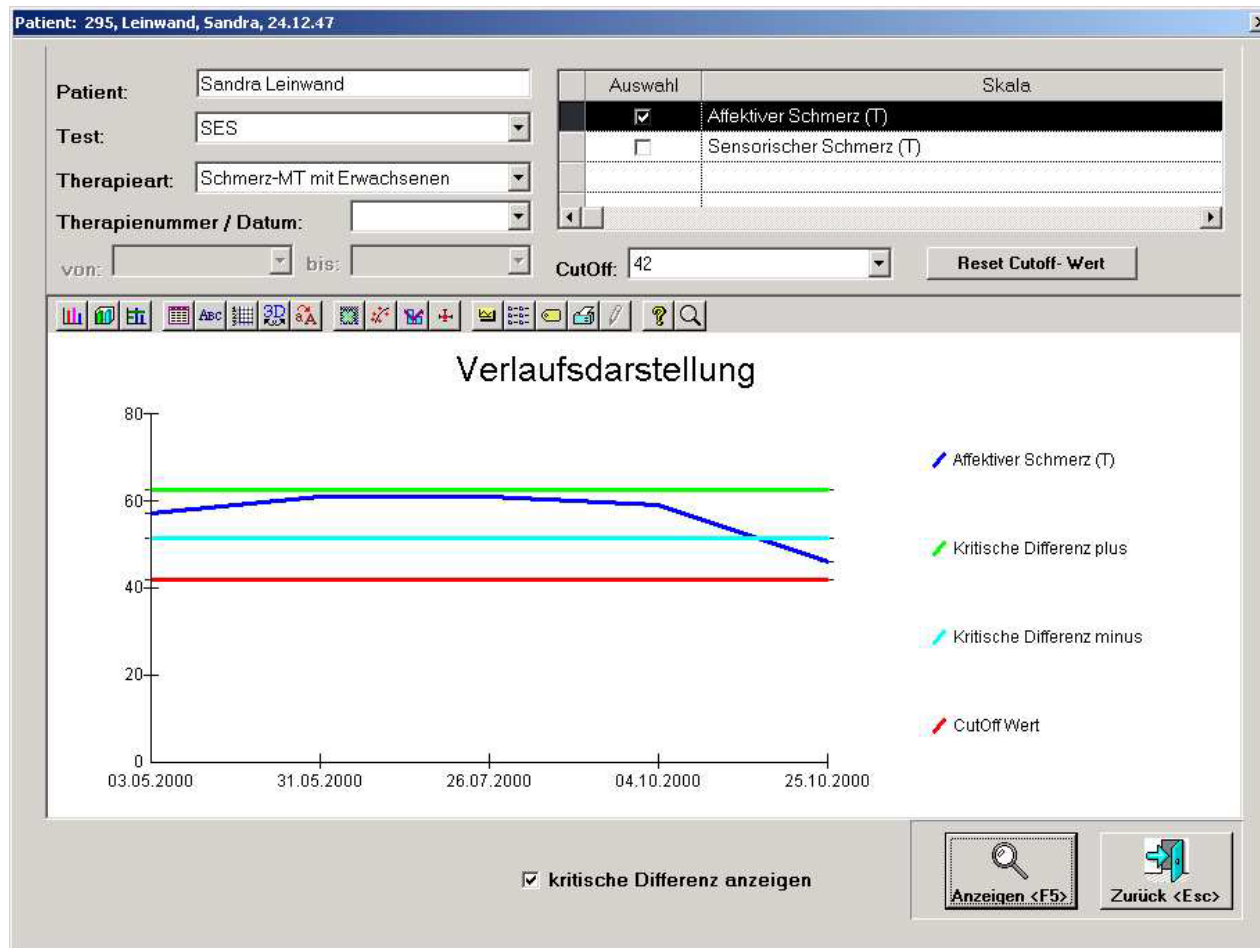 Patient: 295, Leinwand, Sandra, 24.12.47
Patient: Sandra Leinwand
Test: SES
Therapieart: Schmerz-MT mit Erwachsenen
Therapienummer / Datum:
von: bis:
Auswahl Skala
Affektiver Schmerz (T)
Sensorischer Schmerz (T)
CutOff: 42 Reset Cutoff- Wert
ABC 3D aA ?
Verlaufsdarstellung
80
60
40
20
0
03.05.2000 31.05.2000 26.07.2000 04.10.2000 25.10.2000
Affektiver Schmerz (T)
Kritische Differenz plus
Kritische Differenz minus
CutOff Wert
kritische Differenz anzeigen
Anzeigen <F5> Zurück <Esc>